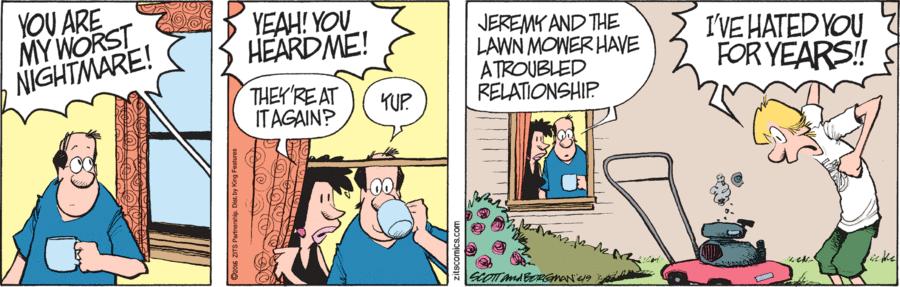 YOU ARE
MY WORST
NIGHTMARE!
YEAH! YOU
HEARD ME!
THEY'RE AT
IT AGAIN?
YUP.
©2016 ZITS Partnership. Dist. by King Features
JEREMY AND THE
LAWN MOWER HAVE
A TROUBLED
RELATIONSHIP.
I'VE HATED YOU
FOR YEARS!!
zitscomics.com
SCOTT and BORGMAN